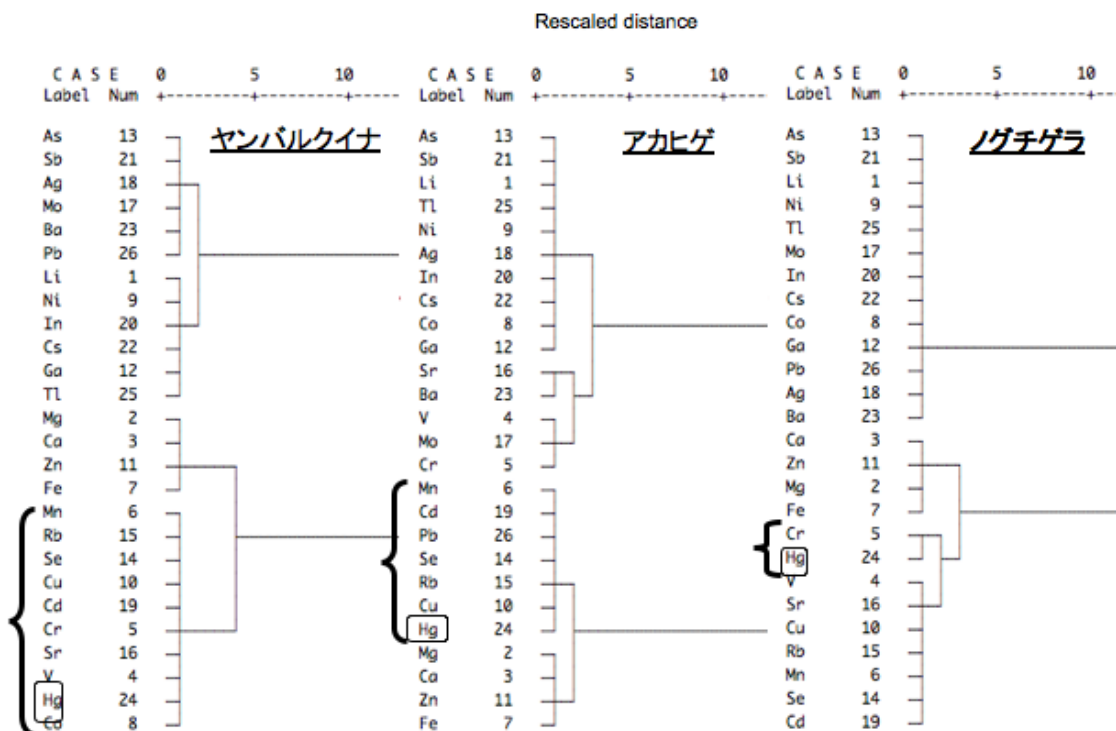 Rescaled distance
C A S E 0 5 10
Label Num
ヤンバルクイナ
As 13
Sb 21
Ag 18
Mo 17
Ba 23
Pb 26
Li 1
Ni 9
In 20
Cs 22
Ga 12
Tl 25
Mg 2
Ca 3
Zn 11
Fe 7
Mn 6
Rb 15
Se 14
Cu 10
Cd 19
Cr 5
Sr 16
V 4
Hg 24
Co 8
C A S E 0 5 10
Label Num
アカヒゲ
As 13
Sb 21
Li 1
Tl 25
Ni 9
Ag 18
In 20
Cs 22
Co 8
Ga 12
Sr 16
Ba 23
V 4
Mo 17
Cr 5
Mn 6
Cd 19
Pb 26
Se 14
Rb 15
Cu 10
Hg 24
Mg 2
Ca 3
Zn 11
Fe 7
C A S E 0 5 10
Label Num
ノグチゲラ
As 13
Sb 21
Li 1
Ni 9
Tl 25
Mo 17
In 20
Cs 22
Co 8
Ga 12
Pb 26
Ag 18
Ba 23
Ca 3
Zn 11
Mg 2
Fe 7
Cr 5
Hg 24
V 4
Sr 16
Cu 10
Rb 15
Mn 6
Se 14
Cd 19